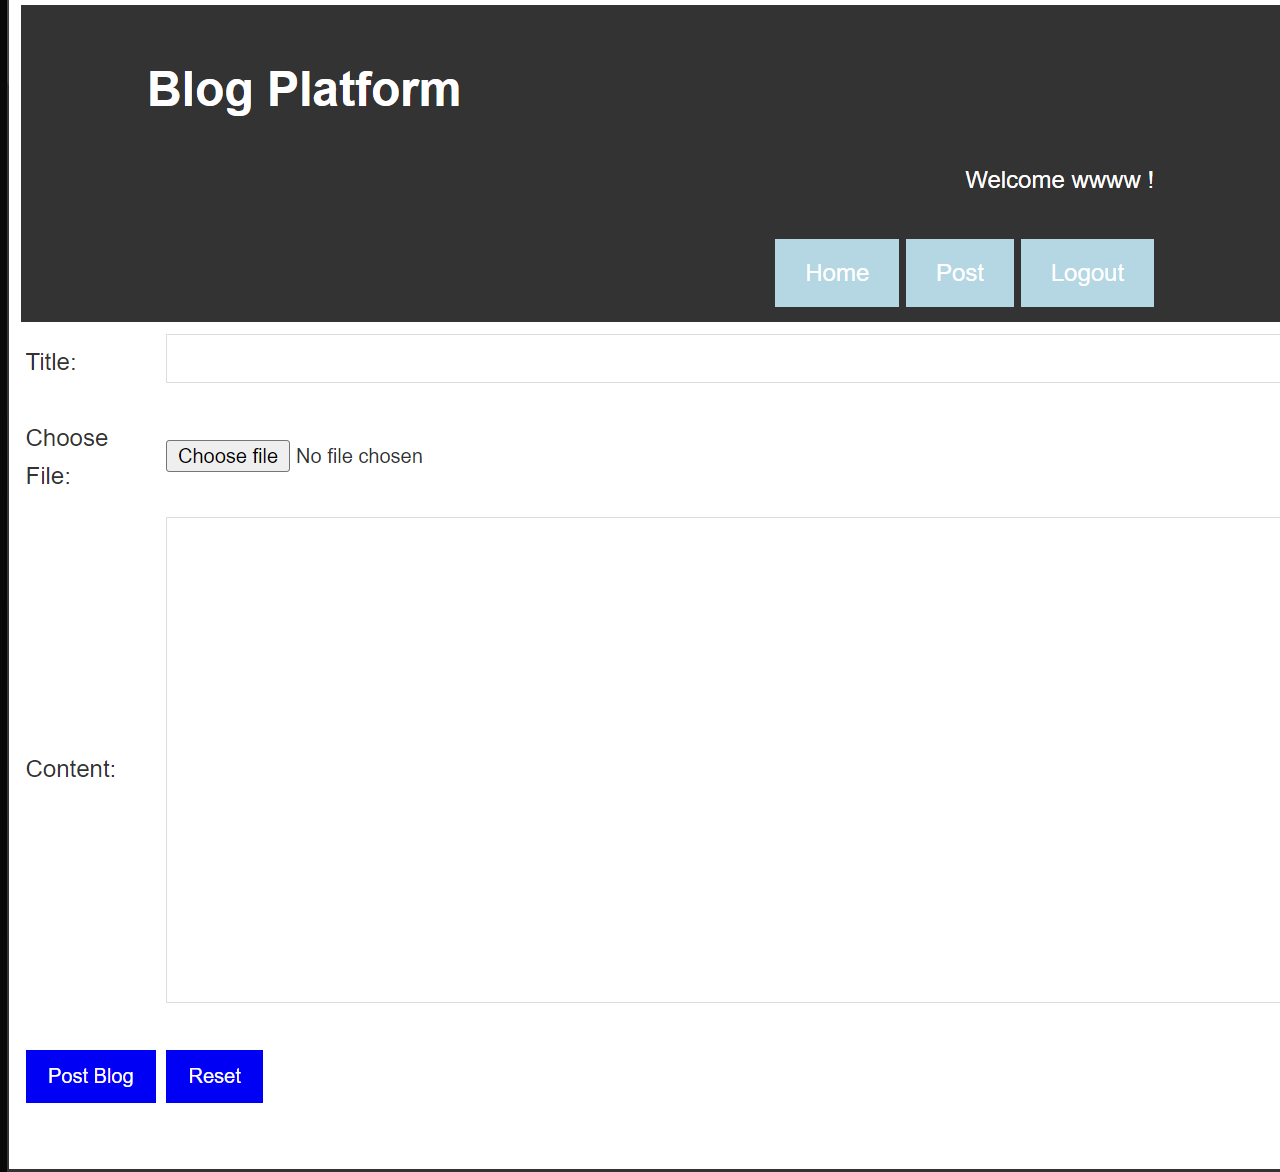 Blog Platform
Welcome wwww !
Home Post Logout
Title:
Choose
File:
Choose file No file chosen
Content:
Post Blog Reset